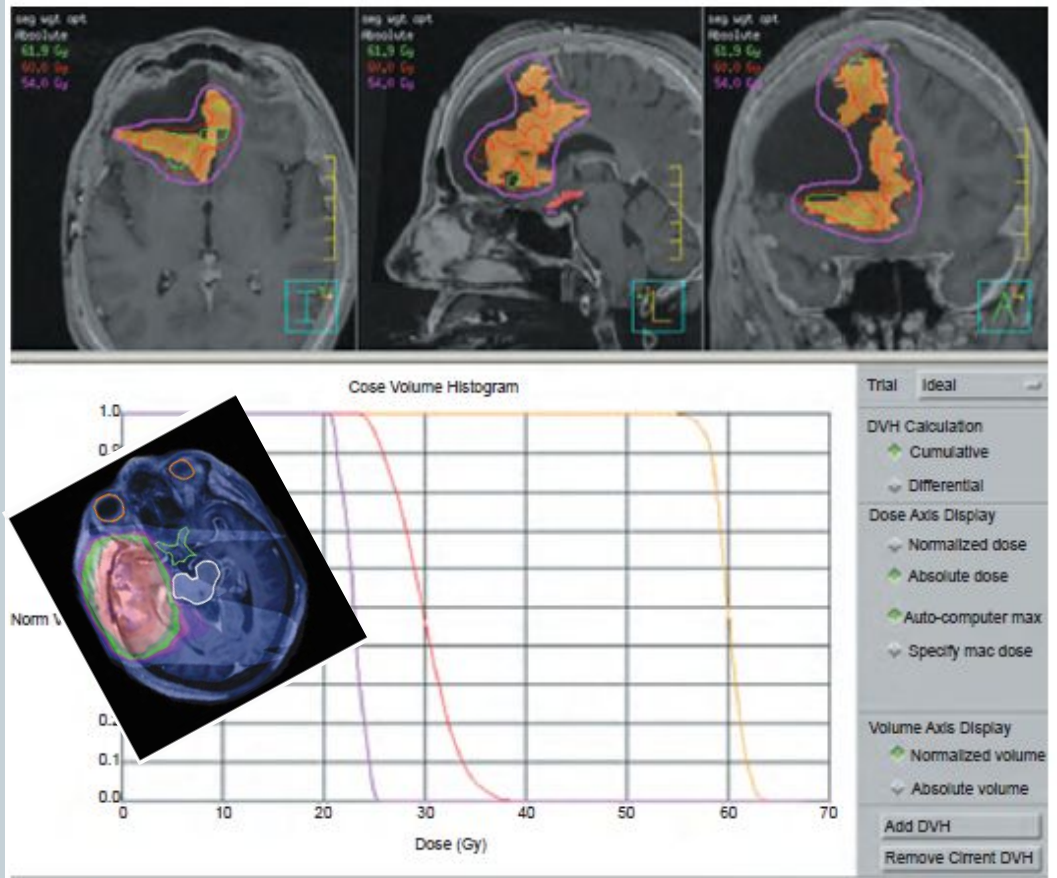 seg wgt opt
Absolute
61.9 Gy
60.0 Gy
54.0 Gy
I
seg wgt opt
Absolute
61.9 Gy
60.0 Gy
54.0 Gy
L
seg wgt opt
Absolute
61.9 Gy
60.0 Gy
54.0 Gy
A
Cose Volume Histogram
1.0
0.1
0.0
Norm
0 10 20 30 40 50 60 70
Dose (Gy)
Trial Ideal
DVH Calculation
Cumulative
Differential
Dose Axis Display
Normalized dose
Absolute dose
Auto-computer max
Specify mac dose
Volume Axis Display
Normalized volume
Absolute volume
Add DVH
Remove Cirrent DVH